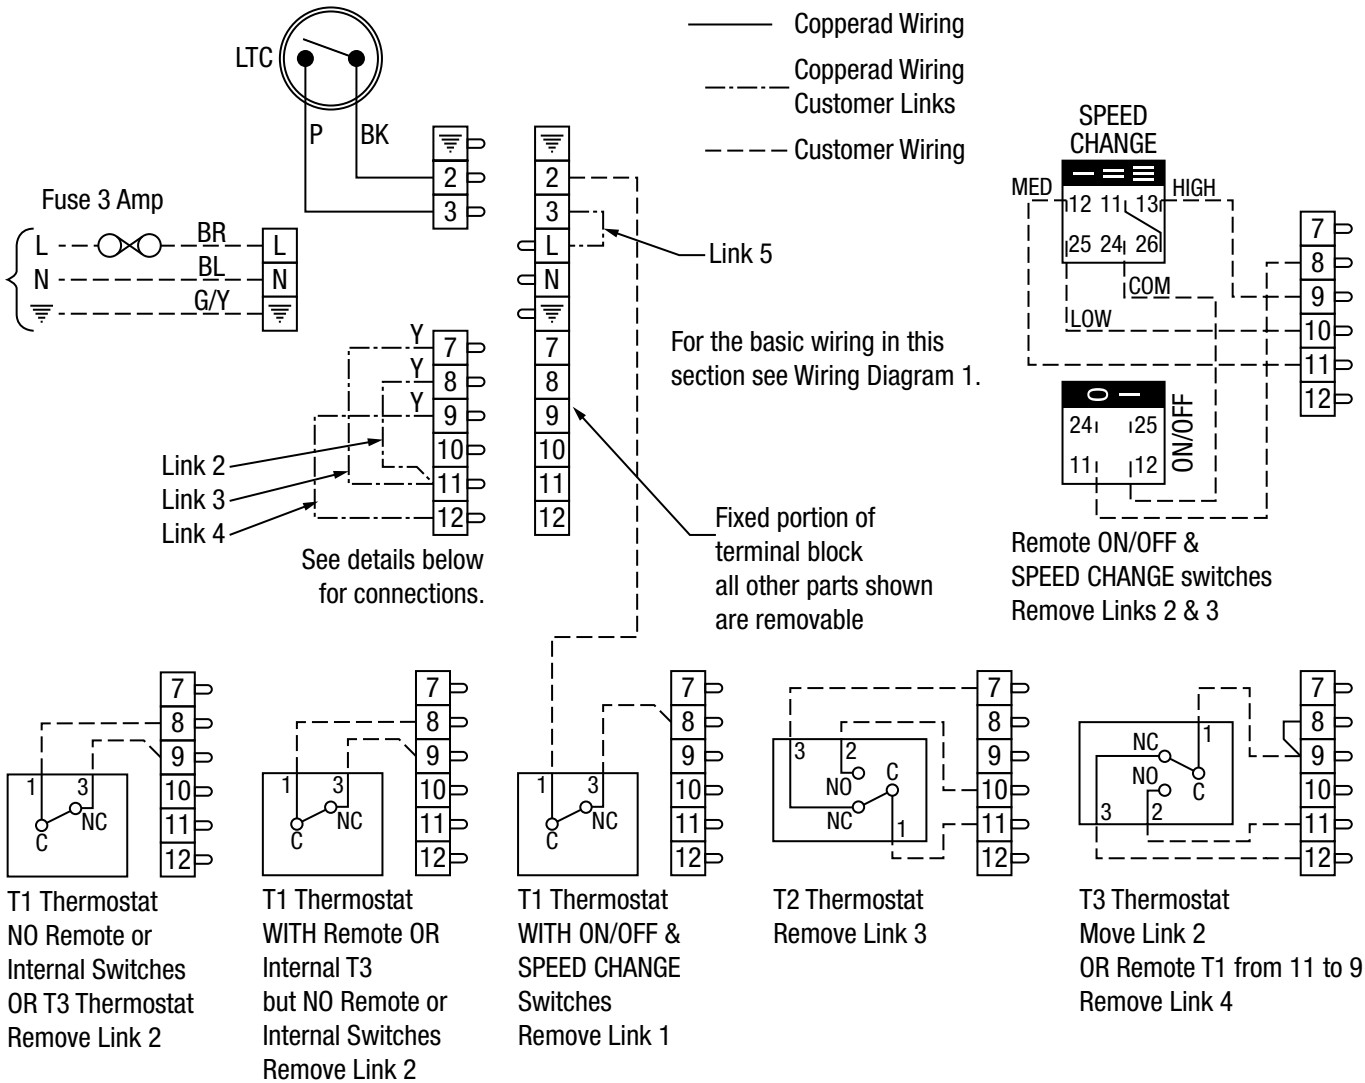 Copperad Wiring
Copperad Wiring
Customer Links
Customer Wiring
LTC
P
BK
2
3
2
3
L
N
7
8
9
10
11
12
Link 5
Fuse 3 Amp
L
N
BR
BL
G/Y
L
N
Y
Y
Y
7
8
9
10
11
12
Link 2
Link 3
Link 4
See details below
for connections.
For the basic wiring in this
section see Wiring Diagram 1.
Fixed portion of
terminal block
all other parts shown
are removable
SPEED
CHANGE
MED
HIGH
12 11 13
25 24 26
COM
LOW
7
8
9
10
11
12
O I
24 25
11 12
ON/OFF
Remote ON/OFF &
SPEED CHANGE switches
Remove Links 2 & 3
7
8
9
10
11
12
1 3
C
NC
T1 Thermostat
NO Remote or
Internal Switches
OR T3 Thermostat
Remove Link 2
7
8
9
10
11
12
1 3
C
NC
T1 Thermostat
WITH Remote OR
Internal T3
but NO Remote or
Internal Switches
Remove Link 2
7
8
9
10
11
12
1 3
C
NC
T1 Thermostat
WITH ON/OFF &
SPEED CHANGE
Switches
Remove Link 1
7
8
9
10
11
12
3 2
NO
C
NC
1
T2 Thermostat
Remove Link 3
7
8
9
10
11
12
1
NC
NO
C
3 2
T3 Thermostat
Move Link 2
OR Remote T1 from 11 to 9
Remove Link 4